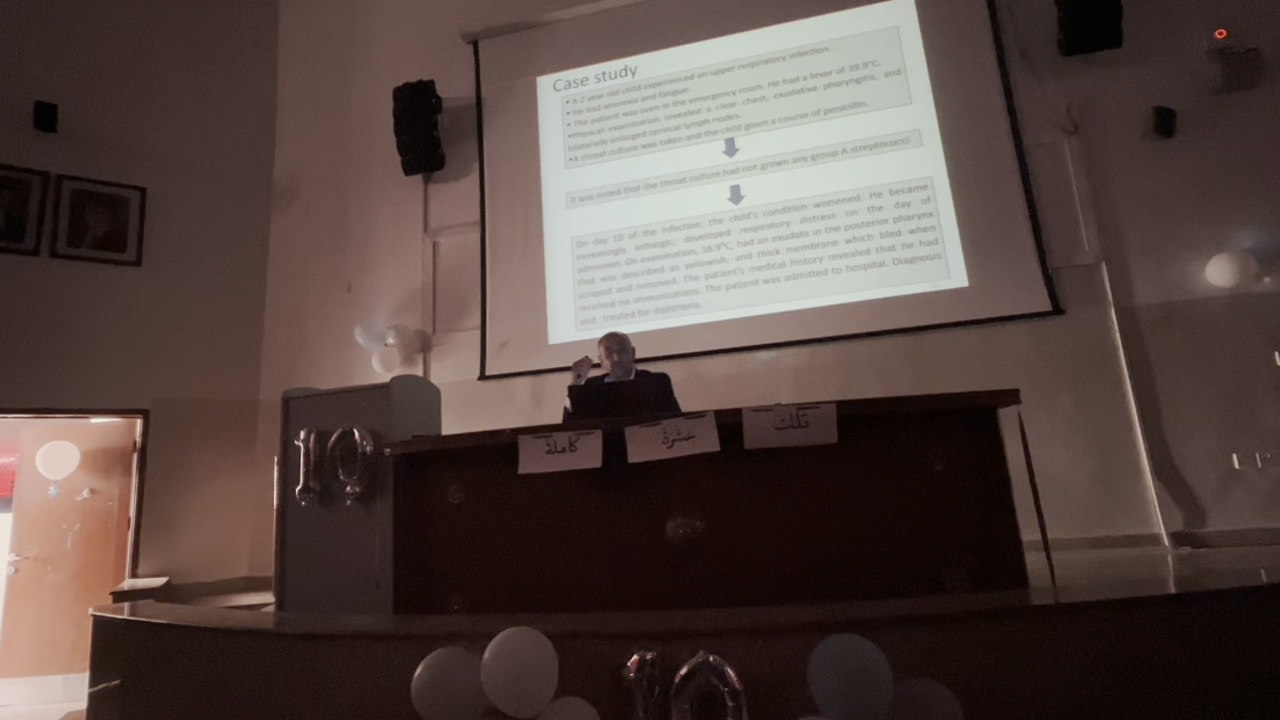 Case study
• A 2 year old child experienced an upper respiratory infection.
• He had anorexia and fatigue.
• The patient was seen in the emergency room. He had a fever of 38.9°C.
•Physical examination revealed a clear chest, exudative pharyngitis, and
bilaterally enlarged cervical lymph nodes.
•A throat culture was taken and the child given a course of penicillin.
It was noted that the throat culture had not grown any group A streptococci
On day 10 of the infection, the child's condition worsened. He became
increasingly lethargic; developed respiratory distress on the day of
admission. On examination, 38.9°C, had an exudate in the posterior pharynx
that was described as yellowish, and thick membrane which bled when
scraped and removed. The patient's medical history revealed that he had
received no immunizations. The patient was admitted to hospital. Diagnosis
and treated for diphtheria.
تلك
عشرة
كاملة
10
10